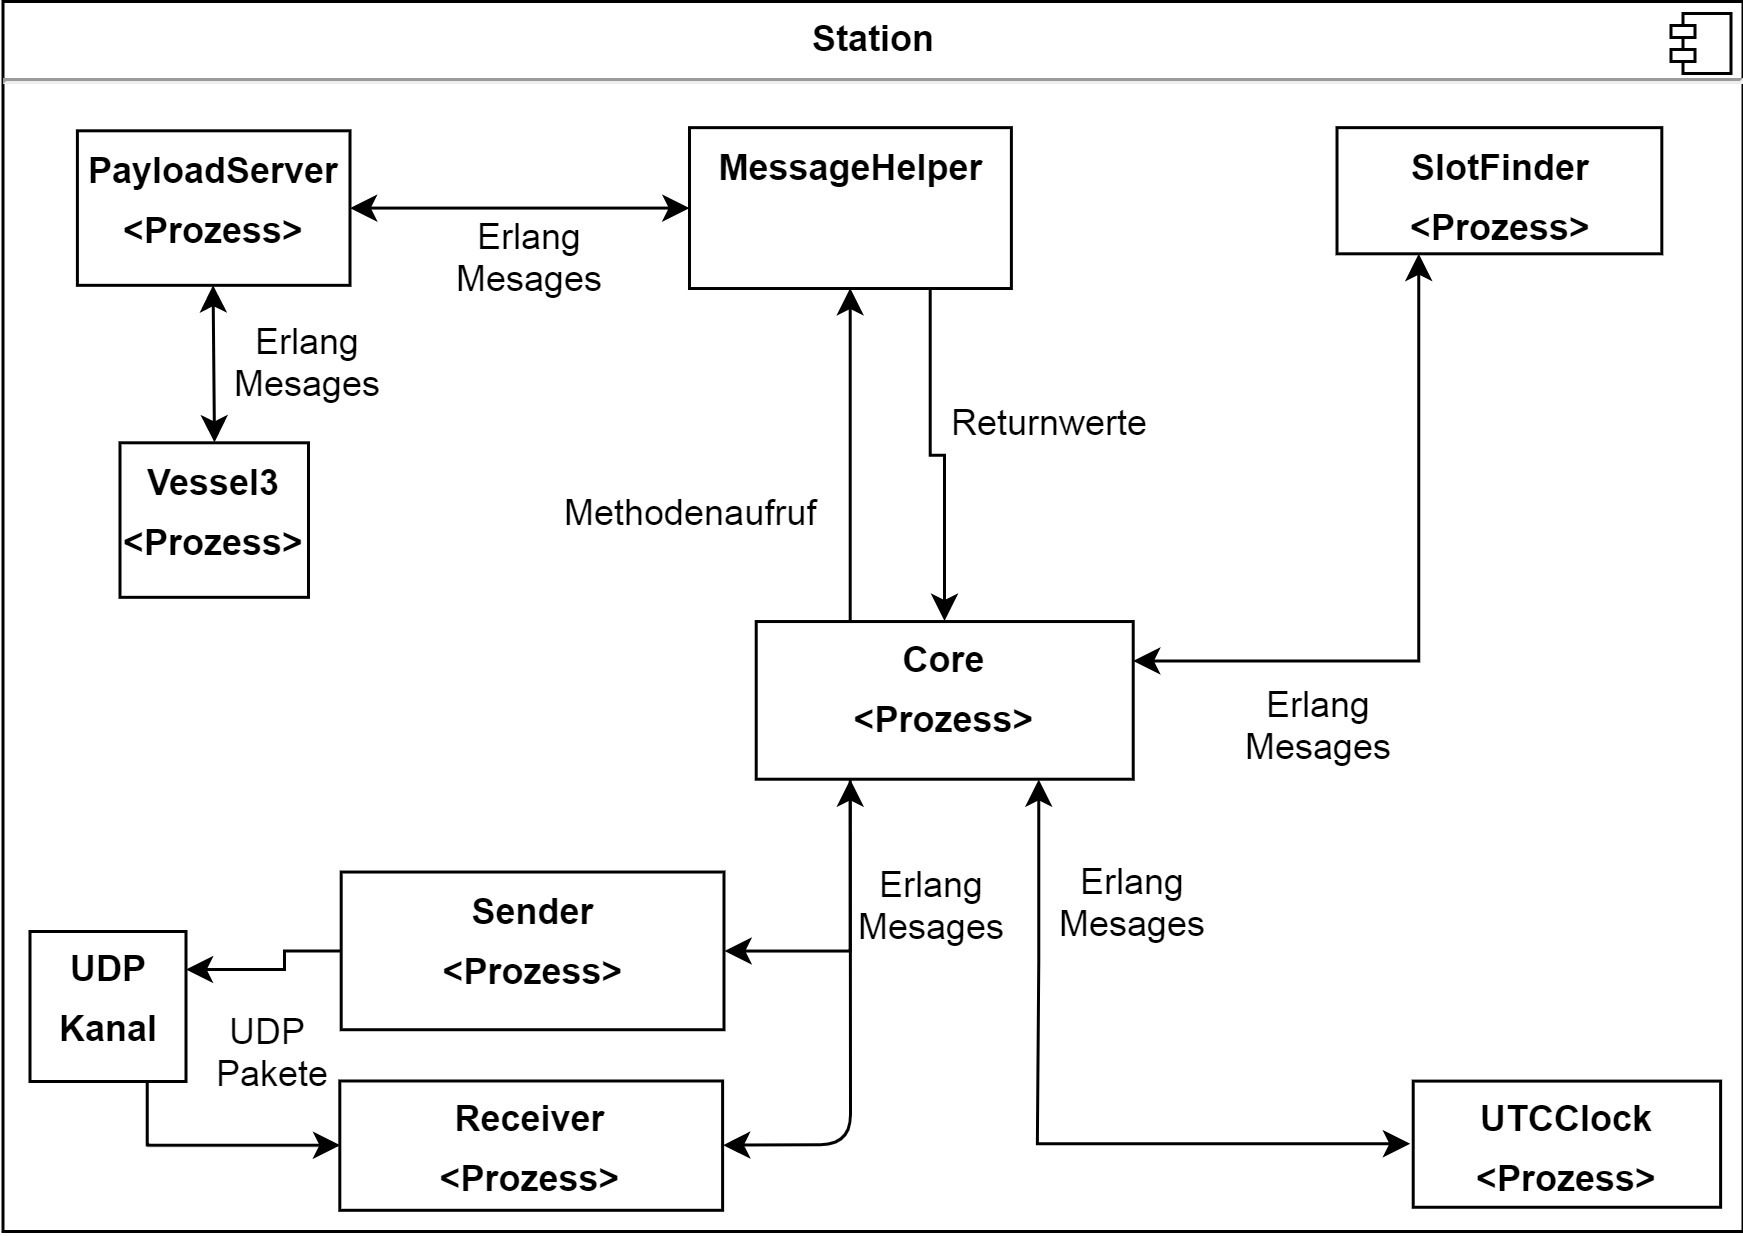 Station
PayloadServer
<Prozess>
MessageHelper
SlotFinder
<Prozess>
Erlang
Mesages
Erlang
Mesages
Returnwerte
Vessel3
<Prozess>
Methodenaufruf
Core
<Prozess>
Erlang
Mesages
Erlang
Mesages
Erlang
Mesages
Sender
<Prozess>
UDP
Kanal
UDP
Pakete
Receiver
<Prozess>
UTCClock
<Prozess>